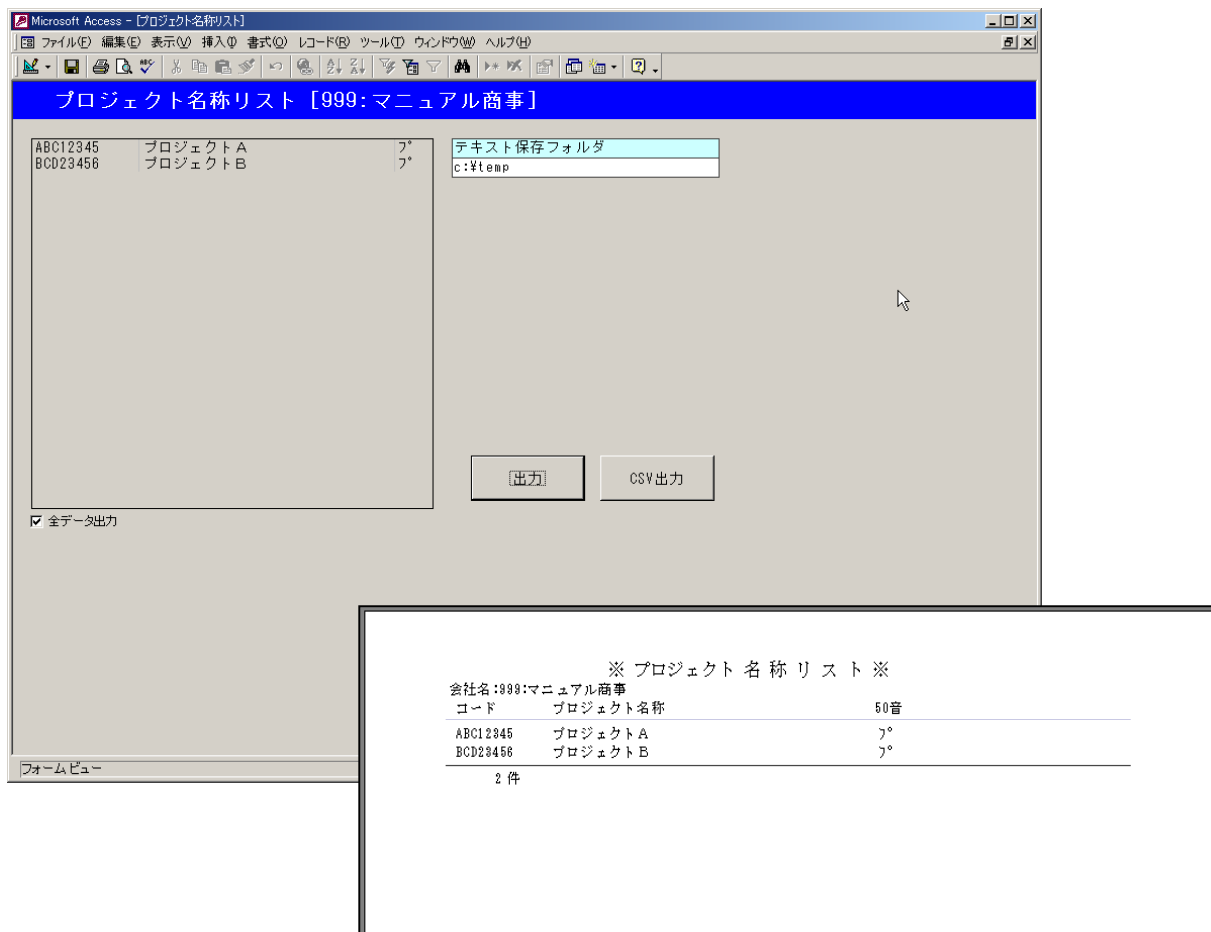 Microsoft Access - [プロジェクト名称リスト]
ファイル(F) 編集(E) 表示(V) 挿入(I) 書式(O) レコード(R) ツール(T) ウィンドウ(W) ヘルプ(H)
プロジェクト名称リスト [999:マニュアル商事]
ABC12345 プロジェクトA プ
BCD23456 プロジェクトB プ
テキスト保存フォルダ
c:¥temp
出力 CSV出力
全データ出力
フォーム ビュー
※ プロジェクト 名 称 リ ス ト ※
会社名:999:マニュアル商事
コード プロジェクト名称 50音
ABC12345 プロジェクトA プ
BCD23456 プロジェクトB プ
2 件